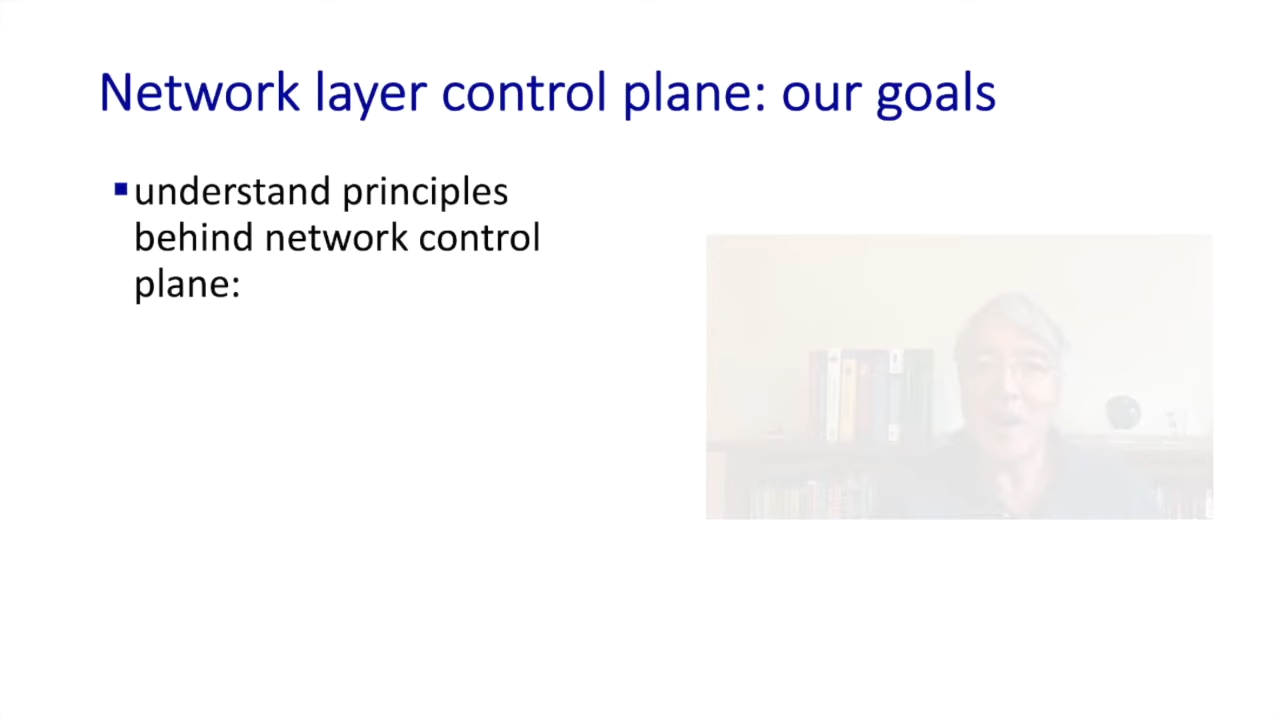 Network layer control plane: our goals
understand principles
behind network control
plane: